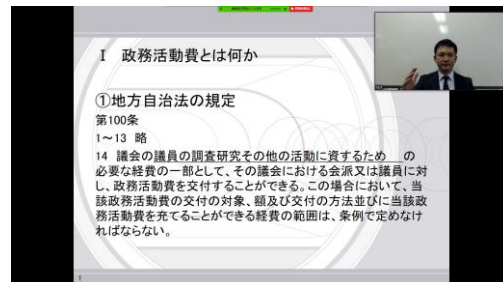 Ⅰ 政務活動費とは何か
①地方自治法の規定
第100条
1～13 略
14 議会の議員の調査研究その他の活動に資するため の
必要な経費の一部として、その議会における会派又は議員に対
し、政務活動費を交付することができる。この場合において、当
該政務活動費の交付の対象、額及び交付の方法並びに当該政
務活動費を充てることができる経費の範囲は、条例で定めなけ
ればならない。